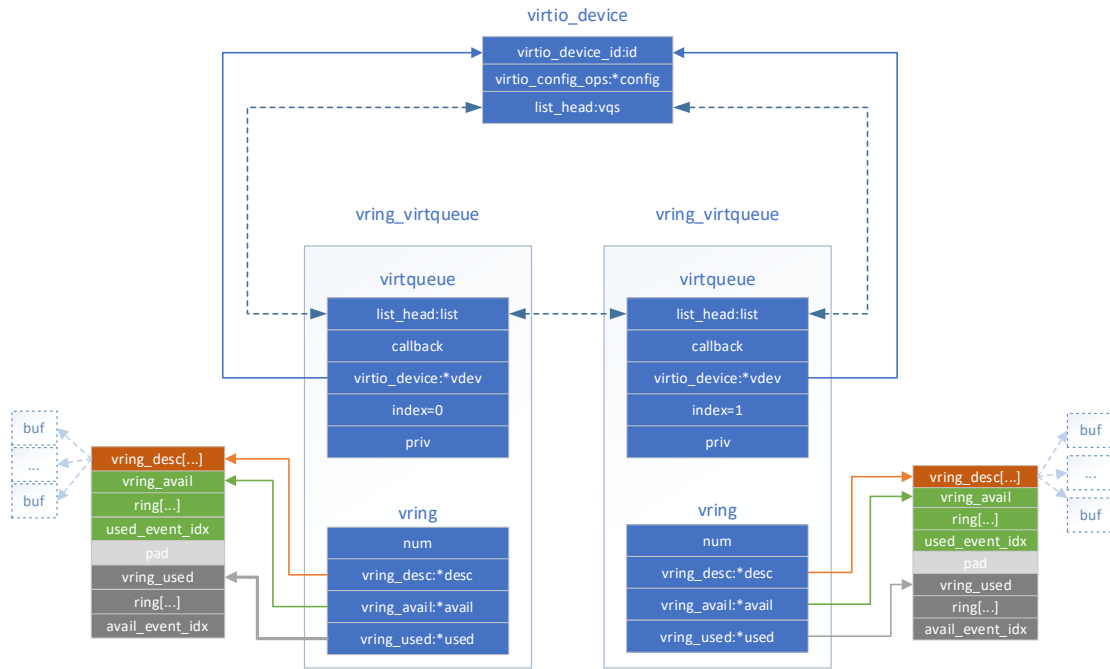 virtio_device
virtio_device_id:id
virtio_config_ops:*config
list_head:vqs
vring_virtqueue
virtqueue
list_head:list
callback
virtio_device:*vdev
index=0
priv
vring
num
vring_desc:*desc
vring_avail:*avail
vring_used:*used
buf
...
buf
vring_desc[...]
vring_avail
ring[...]
used_event_idx
pad
vring_used
ring[...]
avail_event_idx
vring_virtqueue
virtqueue
list_head:list
callback
virtio_device:*vdev
index=1
priv
vring
num
vring_desc:*desc
vring_avail:*avail
vring_used:*used
vring_desc[...]
vring_avail
ring[...]
used_event_idx
pad
vring_used
ring[...]
avail_event_idx
buf
...
buf